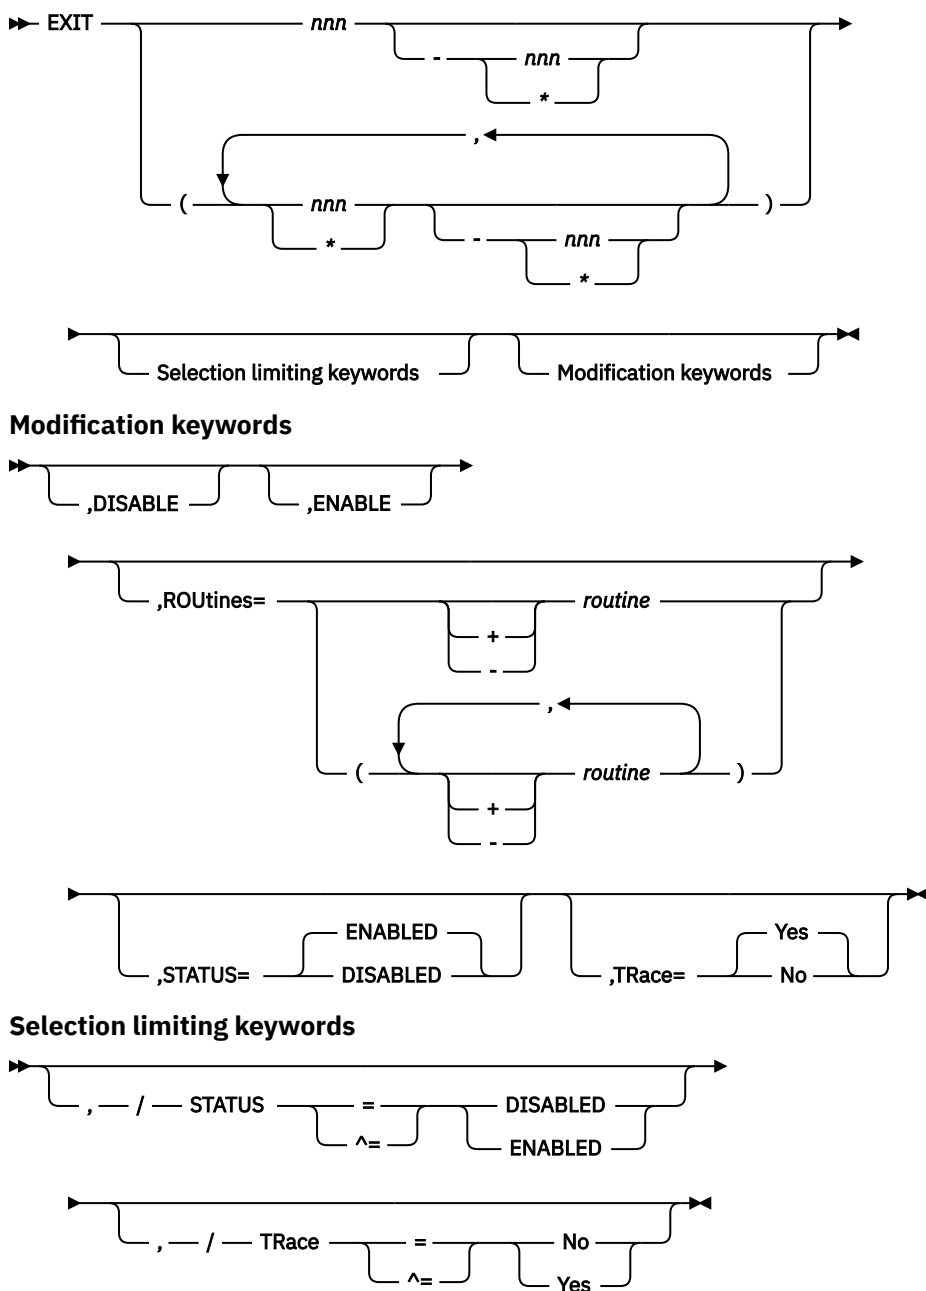 EXIT nnn
- nnn
*
,
( nnn )
* - nnn
*
Selection limiting keywords Modification keywords
Modification keywords
,DISABLE ,ENABLE
,ROUtines= routine
+
-
,
( routine )
+
-
ENABLED Yes
,STATUS= DISABLED ,TRace= No
Selection limiting keywords
, / STATUS = DISABLED
^= ENABLED
, / TRace = No
^= Yes